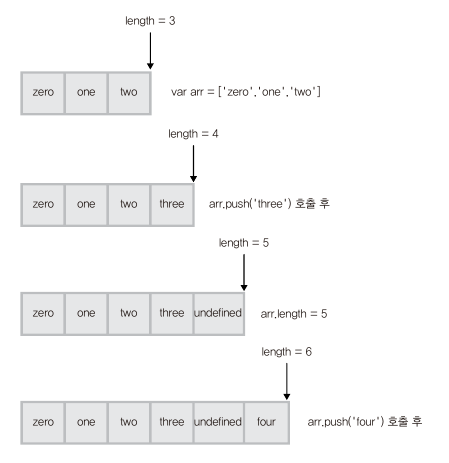 length = 3
zero one two var arr = ['zero','one','two']
length = 4
zero one two three arr.push('three') 호출 후
length = 5
zero one two three undefined arr.length = 5
length = 6
zero one two three undefined four arr.push('four') 호출 후